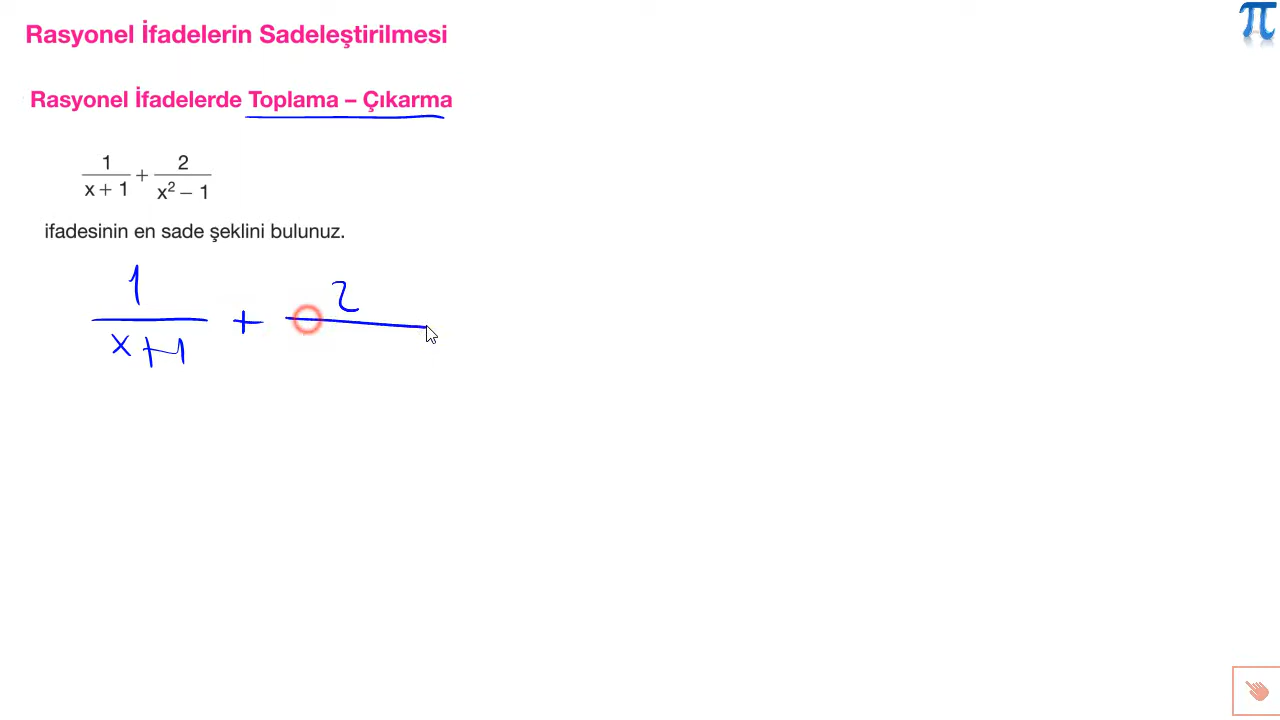 Rasyonel İfadelerin Sadeleştirilmesi
π
Rasyonel İfadelerde Toplama – Çıkarma
1 2
+
x + 1 x² – 1
ifadesinin en sade şeklini bulunuz.
1 2
+
x+1